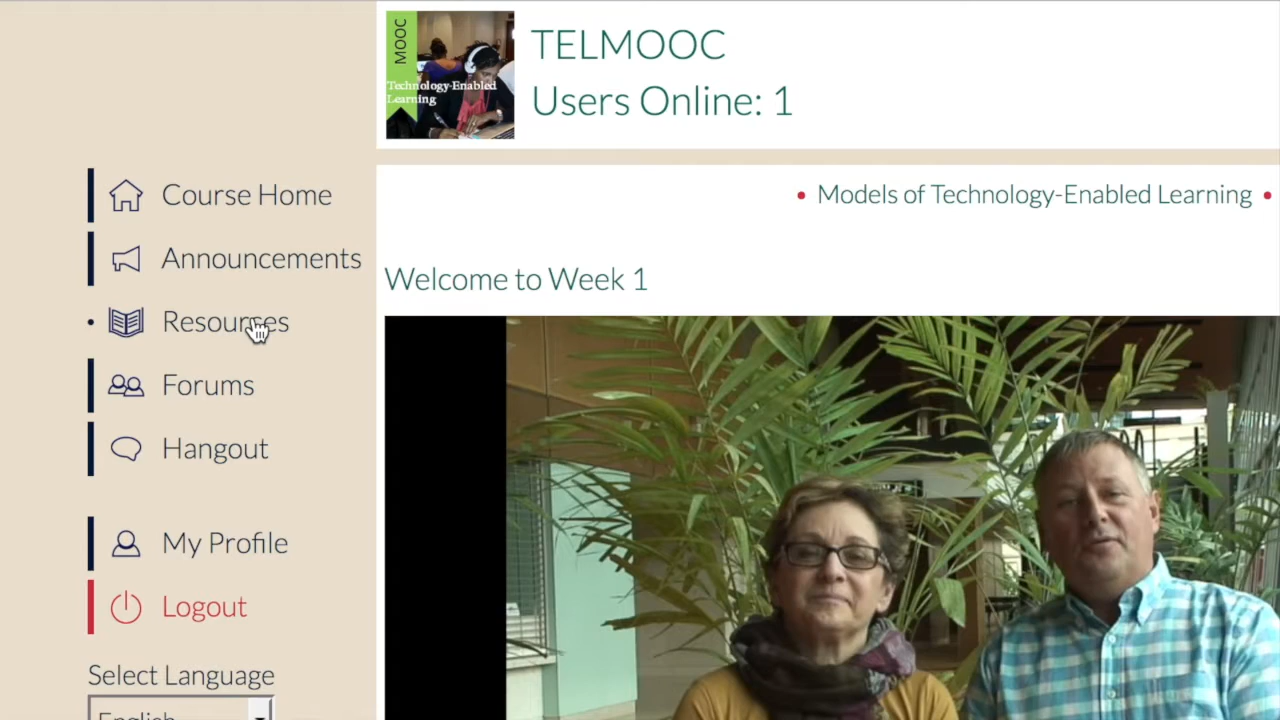 MOOC
Technology-Enabled
Learning
TELMOOC
Users Online: 1
Course Home
Announcements
Resources
Forums
Hangout
My Profile
Logout
Select Language
English
• Models of Technology-Enabled Learning •
Welcome to Week 1